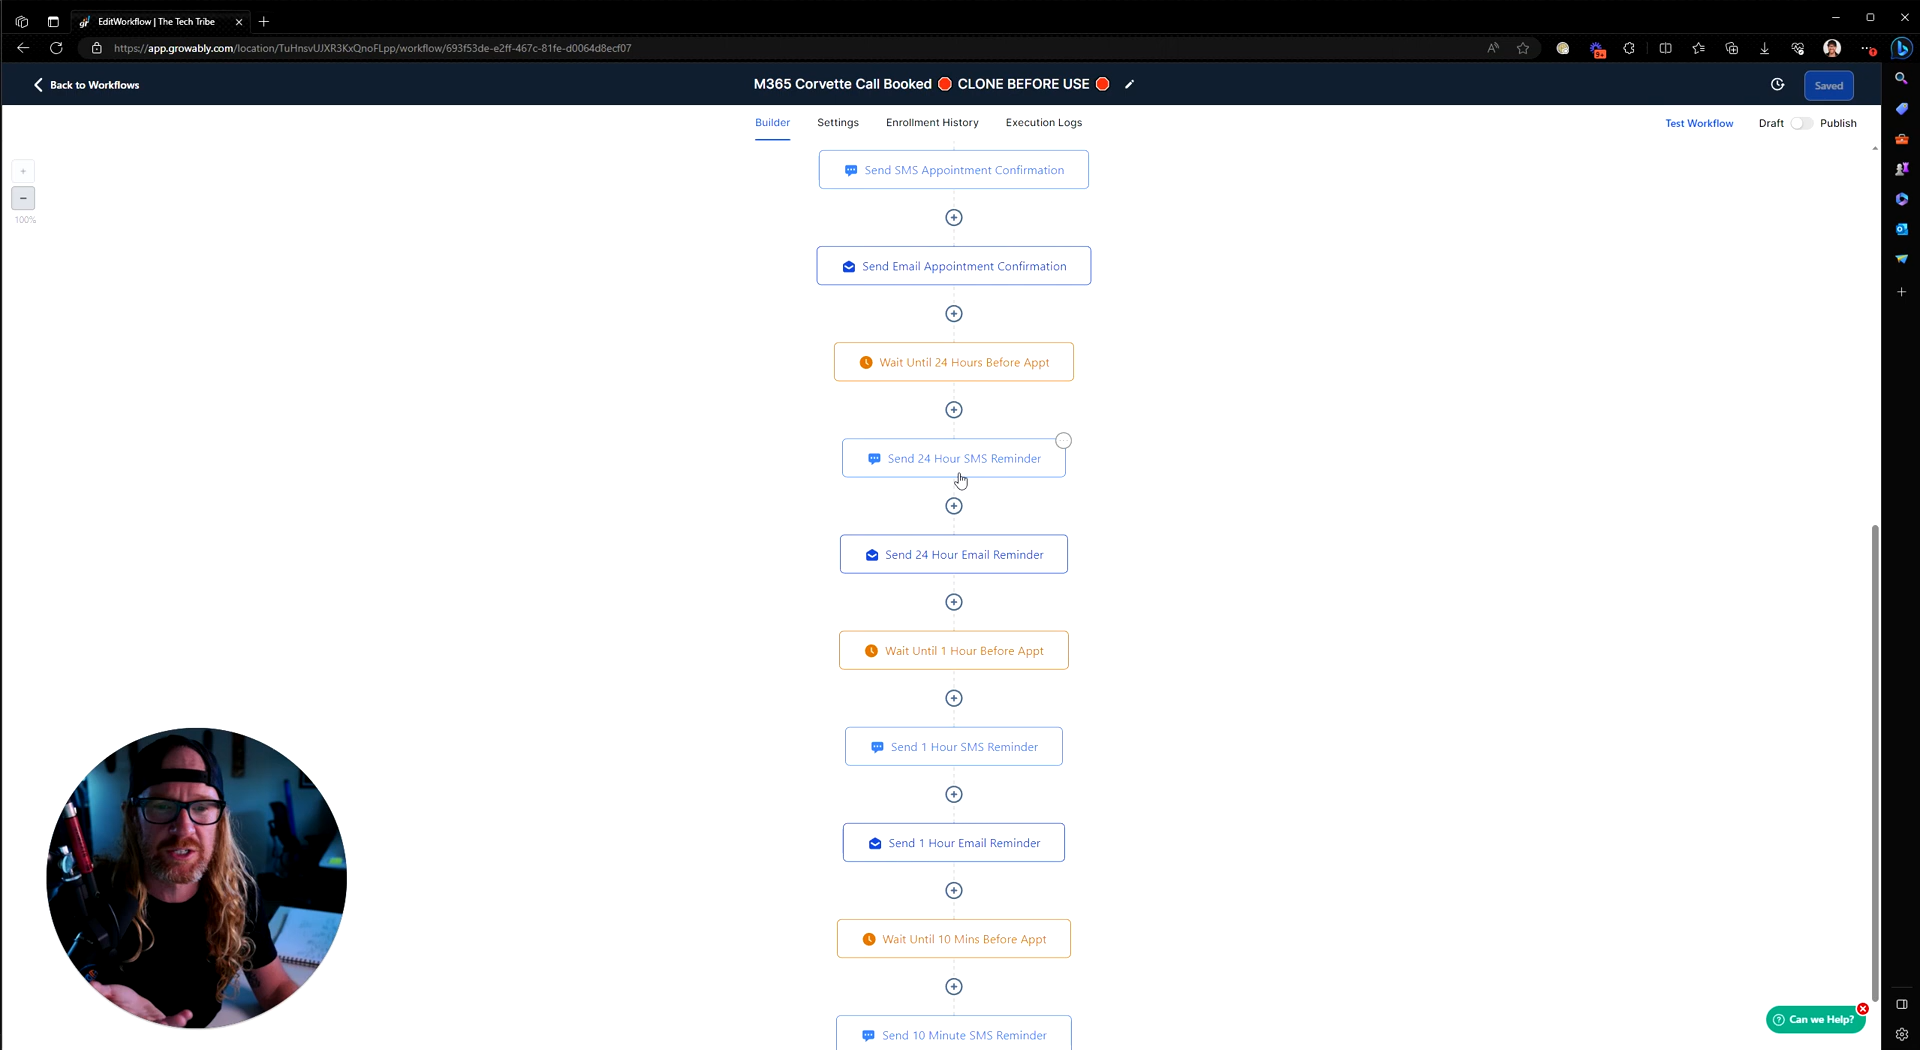 EditWorkflow | The Tech Tribe
https://app.growably.com/location/TuHnsvUJXR3KxQnoFLpp/workflow/693f53de-e2ff-467c-81fe-d0064d8ecf07
Back to Workflows
M365 Corvette Call Booked 🛑 CLONE BEFORE USE 🛑
Saved
Builder Settings Enrollment History Execution Logs
Test Workflow Draft Publish
100%
Send SMS Appointment Confirmation
Send Email Appointment Confirmation
Wait Until 24 Hours Before Appt
Send 24 Hour SMS Reminder
Send 24 Hour Email Reminder
Wait Until 1 Hour Before Appt
Send 1 Hour SMS Reminder
Send 1 Hour Email Reminder
Wait Until 10 Mins Before Appt
Send 10 Minute SMS Reminder
Can we Help?